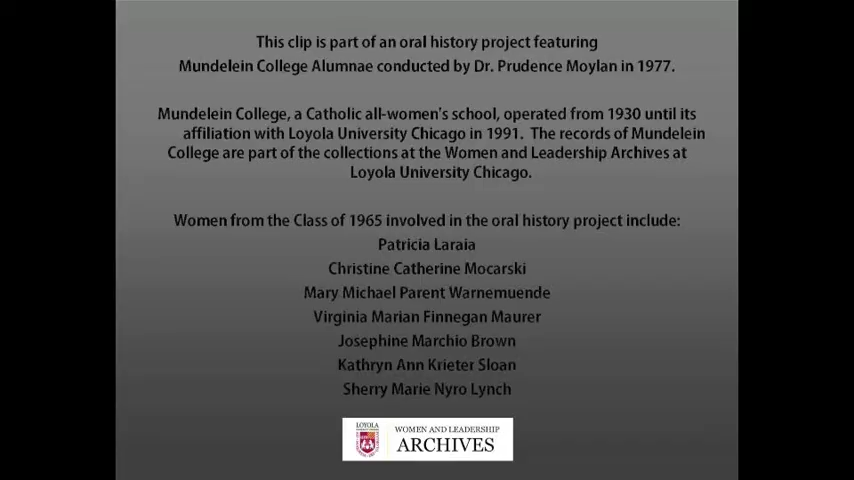 This clip is part of an oral history project featuring
Mundelein College Alumnae conducted by Dr. Prudence Moylan in 1977.
Mundelein College, a Catholic all-women's school, operated from 1930 until its
affiliation with Loyola University Chicago in 1991. The records of Mundelein
College are part of the collections at the Women and Leadership Archives at
Loyola University Chicago.
Women from the Class of 1965 involved in the oral history project include:
Patricia Laraia
Christine Catherine Mocarski
Mary Michael Parent Warnemuende
Virginia Marian Finnegan Maurer
Josephine Marchio Brown
Kathryn Ann Krieter Sloan
Sherry Marie Nyro Lynch
LOYOLA
WOMEN AND LEADERSHIP
ARCHIVES